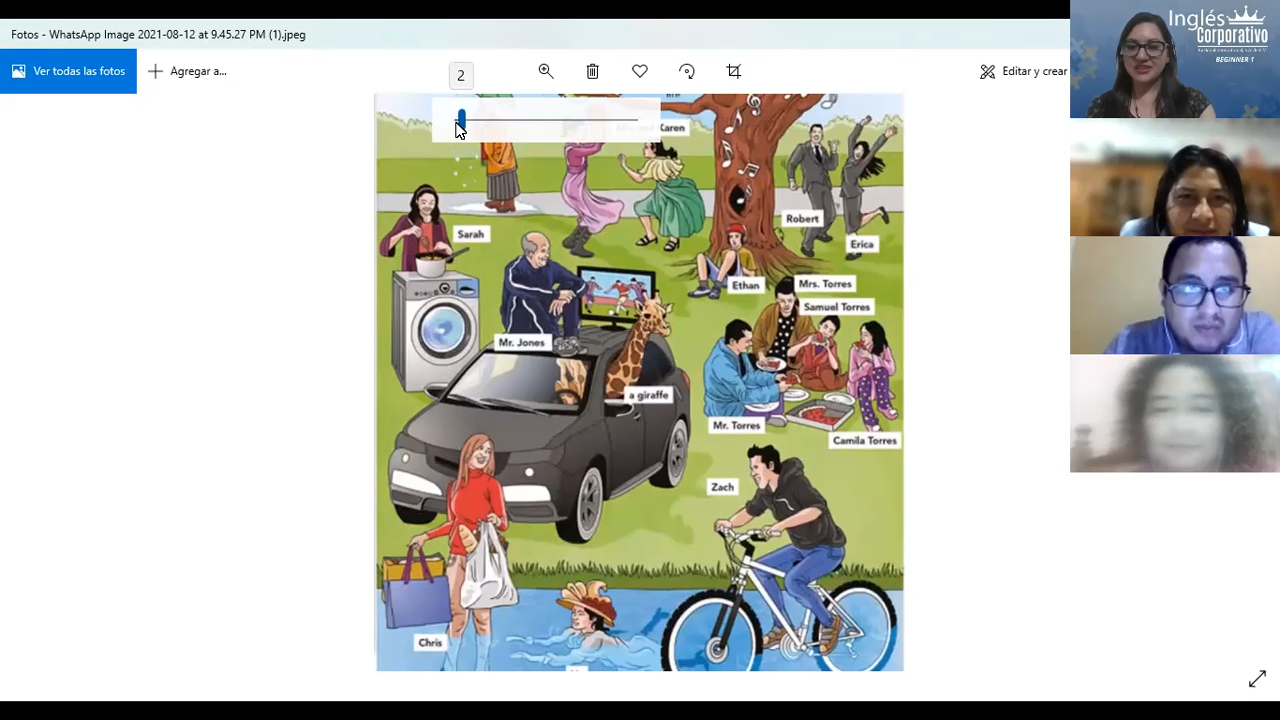 Fotos - WhatsApp Image 2021-08-12 at 9.45.27 PM (1).jpeg
Inglés
Corporativo
BEGINNER 1
Ver todas las fotos
Agregar a...
2
Editar y crear
Karen
Sarah
Robert
Erica
Ethan
Mrs. Torres
Samuel Torres
Mr. Jones
a giraffe
Mr. Torres
Camila Torres
Zach
Chris